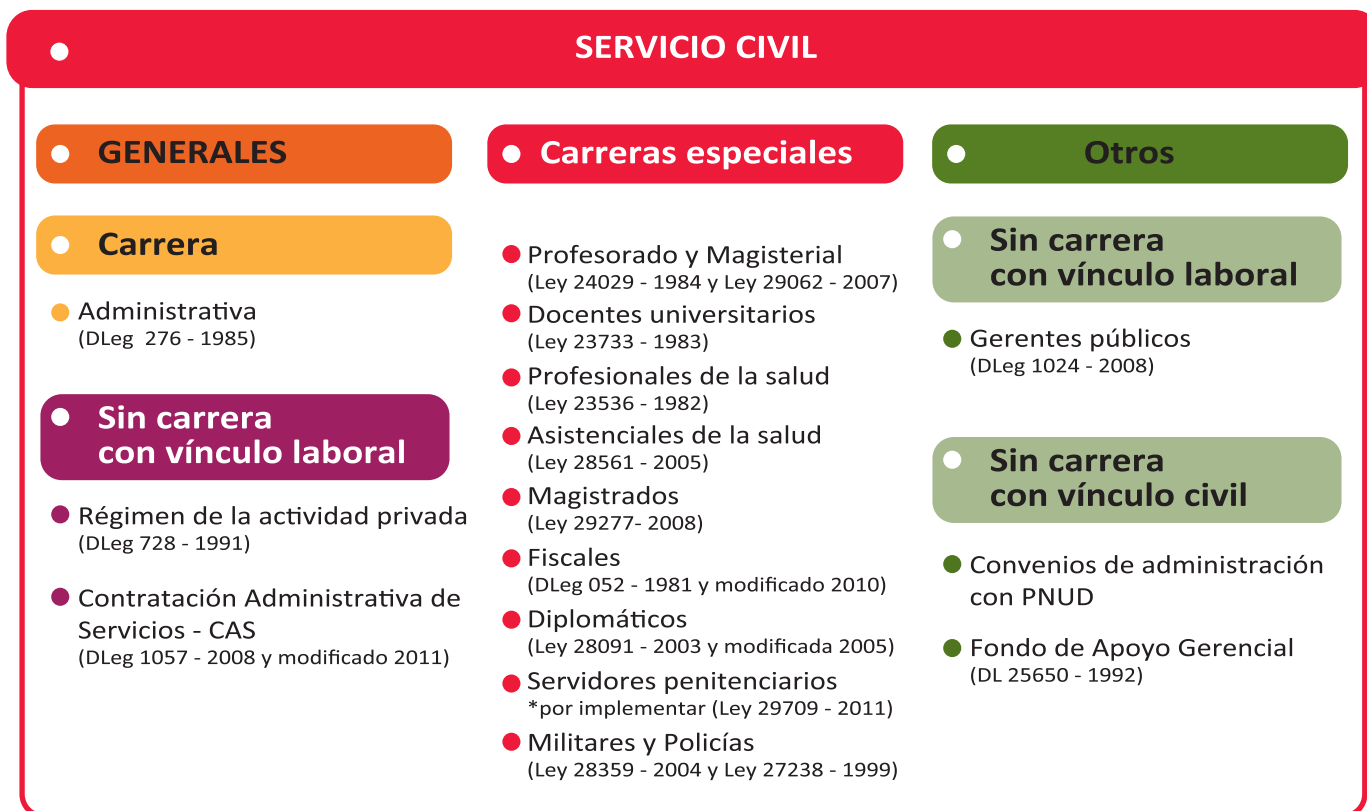 SERVICIO CIVIL
GENERALES
Carrera
Administrativa
(DLeg 276 - 1985)
Sin carrera
con vínculo laboral
Régimen de la actividad privada
(DLeg 728 - 1991)
Contratación Administrativa de
Servicios - CAS
(DLeg 1057 - 2008 y modificado 2011)
Carreras especiales
Profesorado y Magisterial
(Ley 24029 - 1984 y Ley 29062 - 2007)
Docentes universitarios
(Ley 23733 - 1983)
Profesionales de la salud
(Ley 23536 - 1982)
Asistenciales de la salud
(Ley 28561 - 2005)
Magistrados
(Ley 29277- 2008)
Fiscales
(DLeg 052 - 1981 y modificado 2010)
Diplomáticos
(Ley 28091 - 2003 y modificada 2005)
Servidores penitenciarios
*por implementar (Ley 29709 - 2011)
Militares y Policías
(Ley 28359 - 2004 y Ley 27238 - 1999)
Otros
Sin carrera
con vínculo laboral
Gerentes públicos
(DLeg 1024 - 2008)
Sin carrera
con vínculo civil
Convenios de administración
con PNUD
Fondo de Apoyo Gerencial
(DL 25650 - 1992)